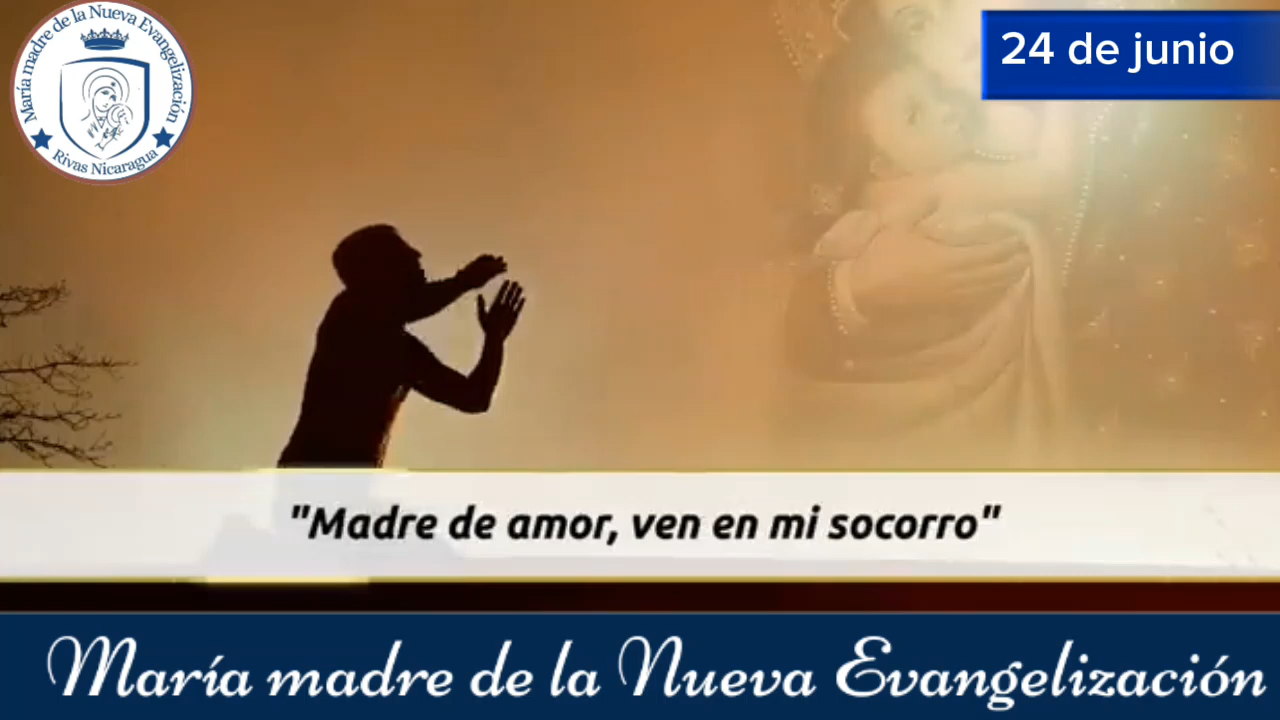 María madre de la Nueva Evangelización
Rivas Nicaragua
24 de junio
"Madre de amor, ven en mi socorro"
María madre de la Nueva Evangelización